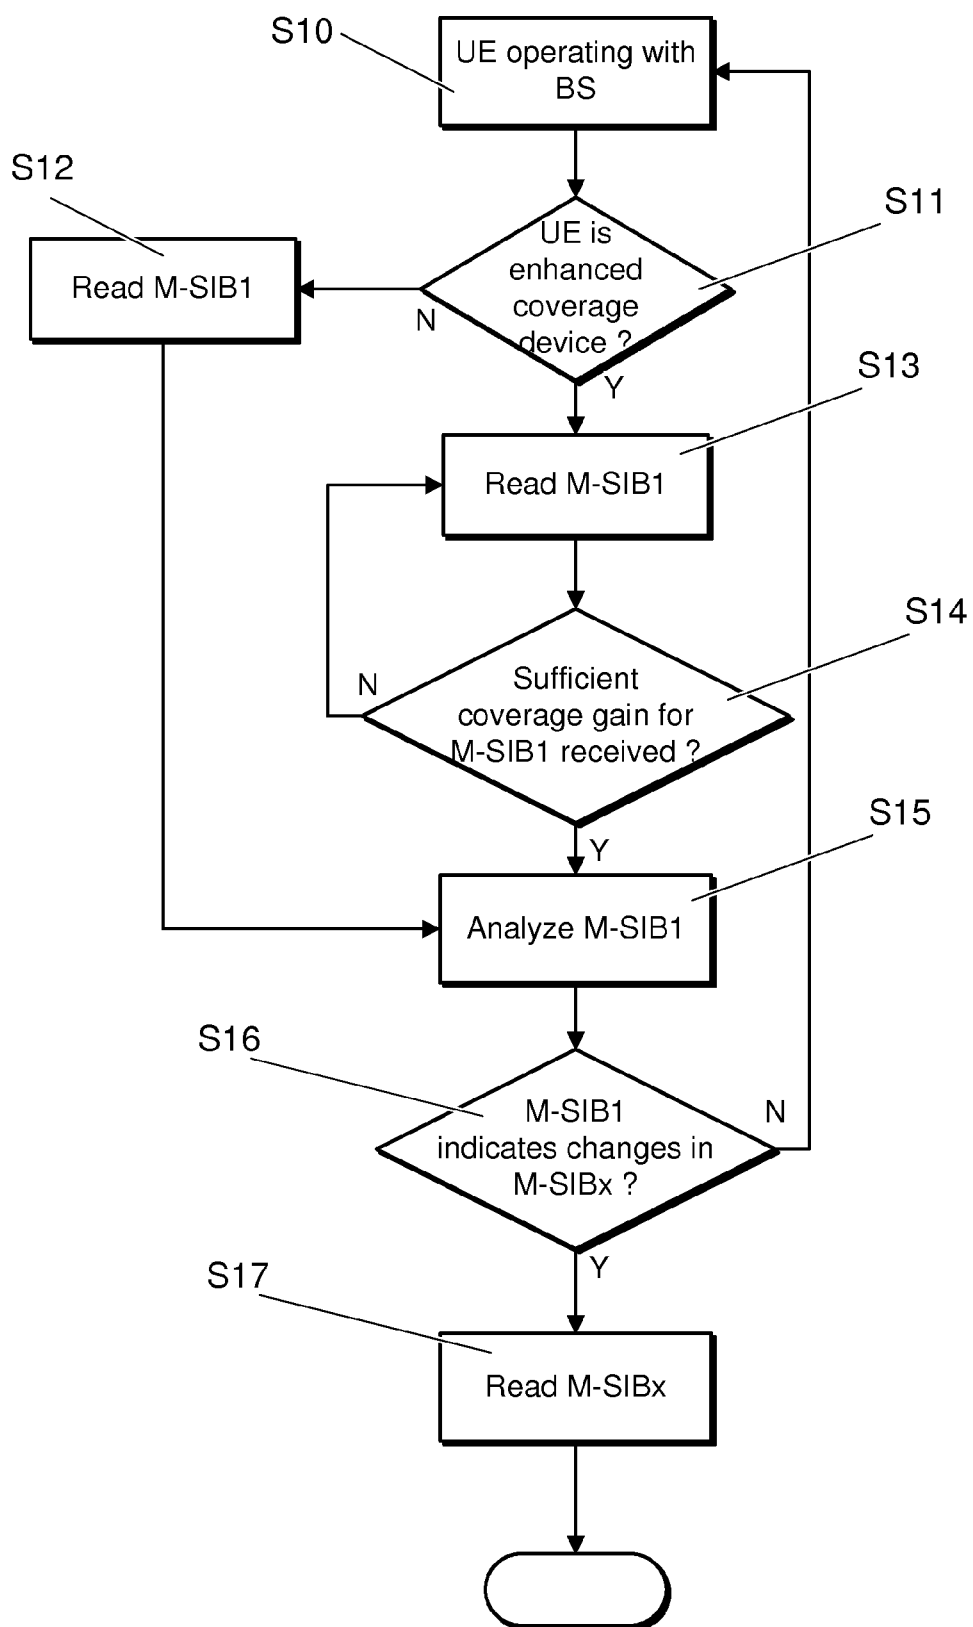 S10
UE operating with
BS
S12
S11
UE is
enhanced
coverage
device ?
Read M-SIB1
N
Y
S13
Read M-SIB1
S14
N
Sufficient
coverage gain for
M-SIB1 received ?
Y
S15
Analyze M-SIB1
S16
M-SIB1
indicates changes in
M-SIBx ?
N
Y
S17
Read M-SIBx